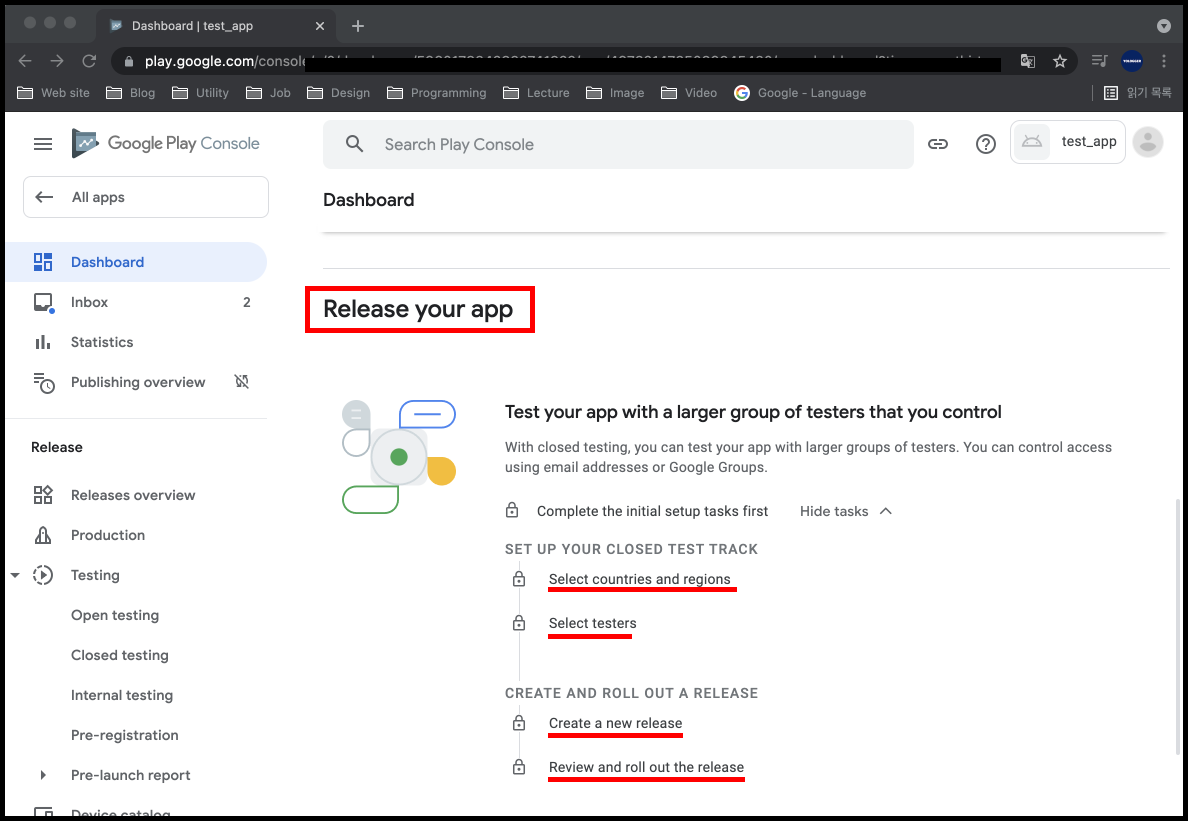 Dashboard | test_app
play.google.com/console
Web site Blog Utility Job Design Programming Lecture Image Video Google - Language 읽기 목록
Google Play Console
Search Play Console
test_app
All apps
Dashboard
Dashboard
Inbox 2
Statistics
Publishing overview
Release
Releases overview
Production
Testing
Open testing
Closed testing
Internal testing
Pre-registration
Pre-launch report
Device catalog
Release your app
Test your app with a larger group of testers that you control
With closed testing, you can test your app with larger groups of testers. You can control access
using email addresses or Google Groups.
Complete the initial setup tasks first Hide tasks
SET UP YOUR CLOSED TEST TRACK
Select countries and regions
Select testers
CREATE AND ROLL OUT A RELEASE
Create a new release
Review and roll out the release